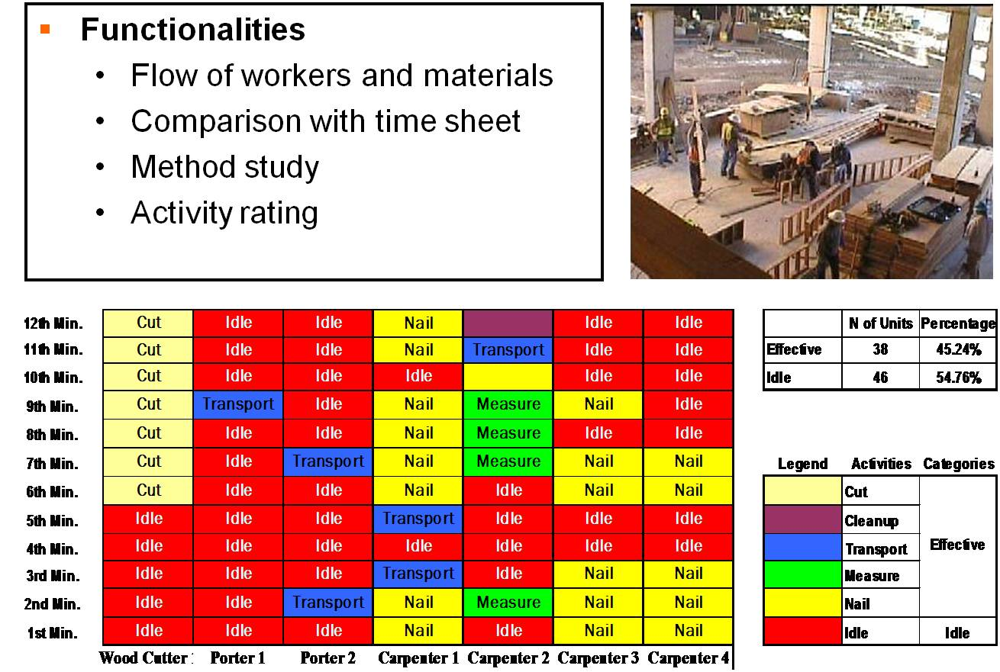 Functionalities
• Flow of workers and materials
• Comparison with time sheet
• Method study
• Activity rating
12th Min. Cut Idle Idle Nail Idle Idle
11th Min. Cut Idle Idle Nail Transport Idle Idle
10th Min. Cut Idle Idle Idle Idle Idle
9th Min. Cut Transport Idle Nail Measure Nail Idle
8th Min. Cut Idle Idle Nail Measure Idle Idle
7th Min. Cut Idle Transport Nail Measure Nail Nail
6th Min. Cut Idle Idle Nail Idle Nail Nail
5th Min. Idle Idle Idle Transport Idle Idle Idle
4th Min. Idle Idle Idle Idle Idle Idle Idle
3rd Min. Idle Idle Idle Transport Idle Nail Nail
2nd Min. Idle Idle Transport Nail Measure Nail Nail
1st Min. Idle Idle Idle Nail Idle Nail Nail
Wood Cutter Porter 1 Porter 2 Carpenter 1 Carpenter 2 Carpenter 3 Carpenter 4
N of Units Percentage
Effective 38 45.24%
Idle 46 54.76%
Legend Activities Categories
Cut
Cleanup
Transport Effective
Measure
Nail
Idle Idle